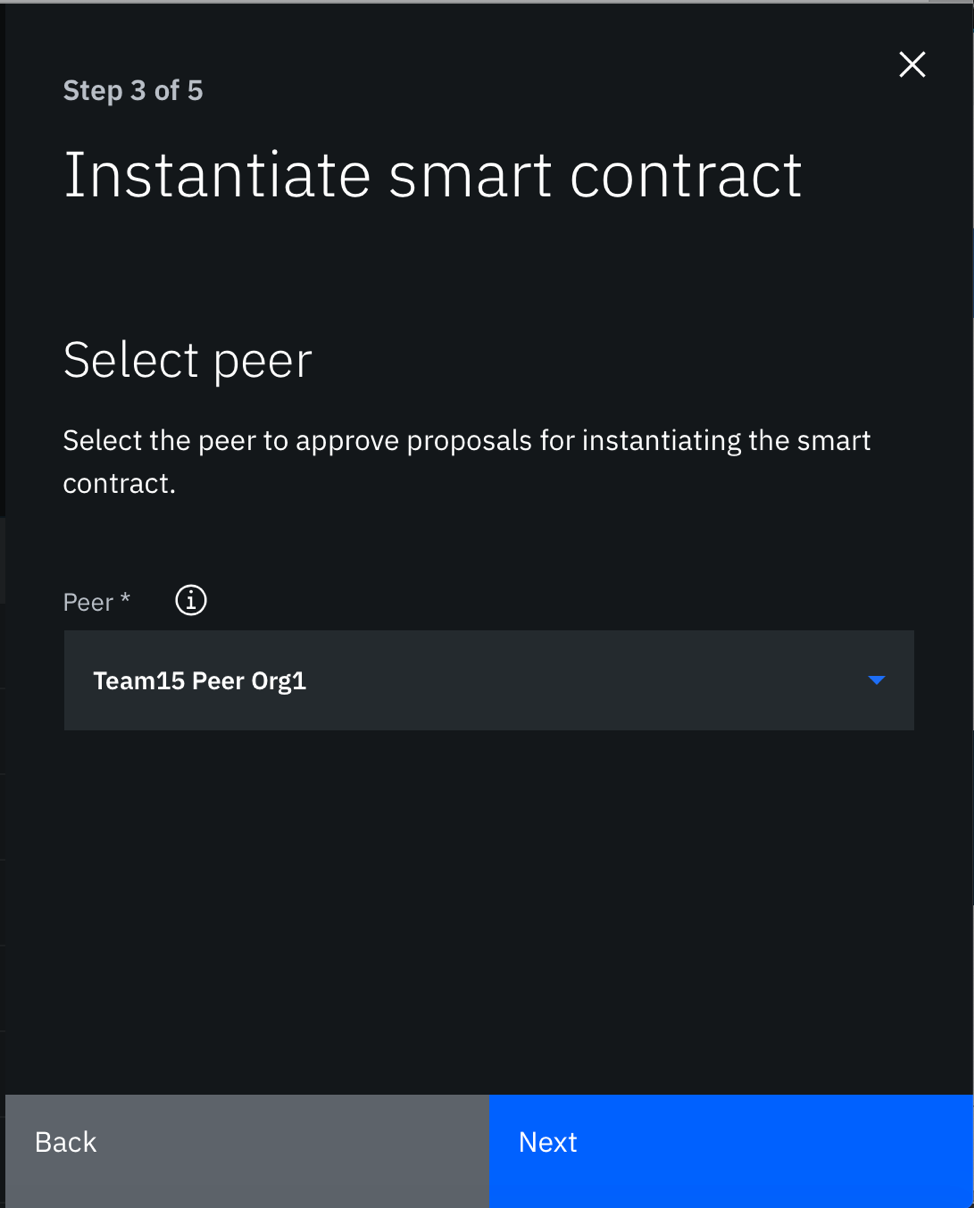 Step 3 of 5
Instantiate smart contract
Select peer
Select the peer to approve proposals for instantiating the smart
contract.
Peer *
Team15 Peer Org1
Back
Next